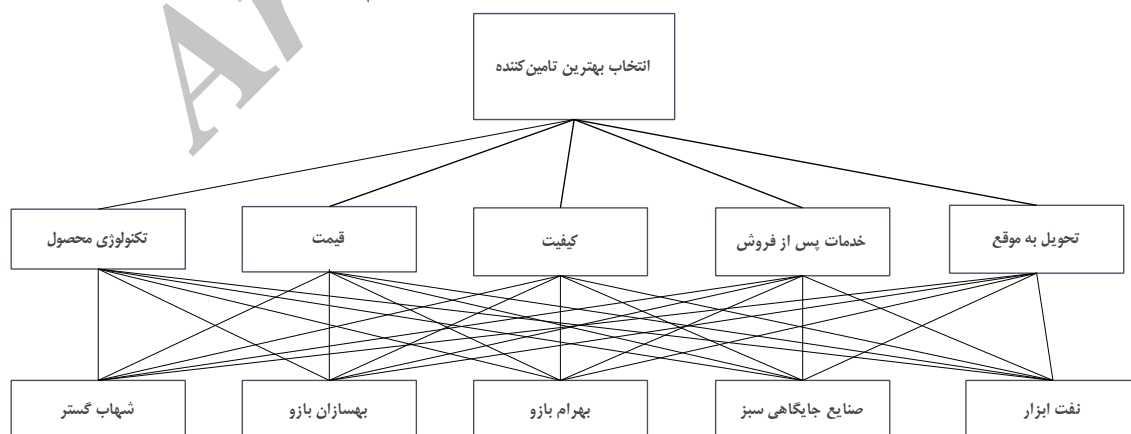 انتخاب بهترین تامین‌کننده
تحویل به موقع
خدمات پس از فروش
کیفیت
قیمت
تکنولوژی محصول
نفت ابزار
صنایع جایگاهی سبز
بهرام بازو
بهسازان بازو
شهاب گستر